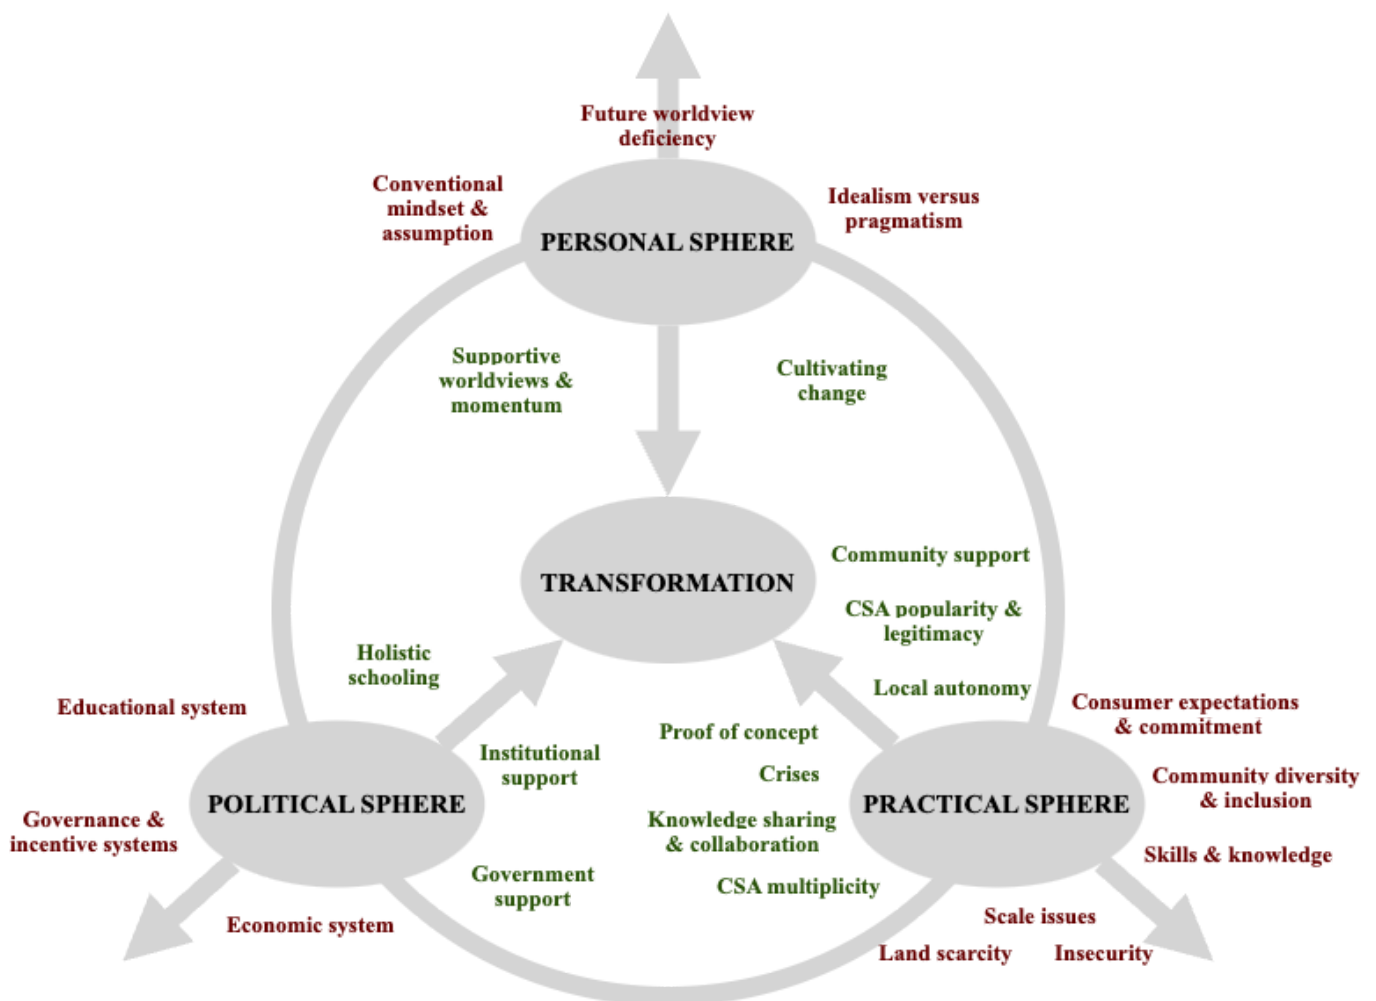 Future worldview
deficiency
Conventional
mindset &
assumption
Idealism versus
pragmatism
PERSONAL SPHERE
Supportive
worldviews &
momentum
Cultivating
change
TRANSFORMATION
Community support
CSA popularity &
legitimacy
Local autonomy
Holistic
schooling
Educational system
Institutional
support
POLITICAL SPHERE
Governance &
incentive systems
Government
support
Economic system
Proof of concept
Crises
Knowledge sharing
& collaboration
CSA multiplicity
PRACTICAL SPHERE
Consumer expectations
& commitment
Community diversity
& inclusion
Skills & knowledge
Scale issues
Land scarcity
Insecurity